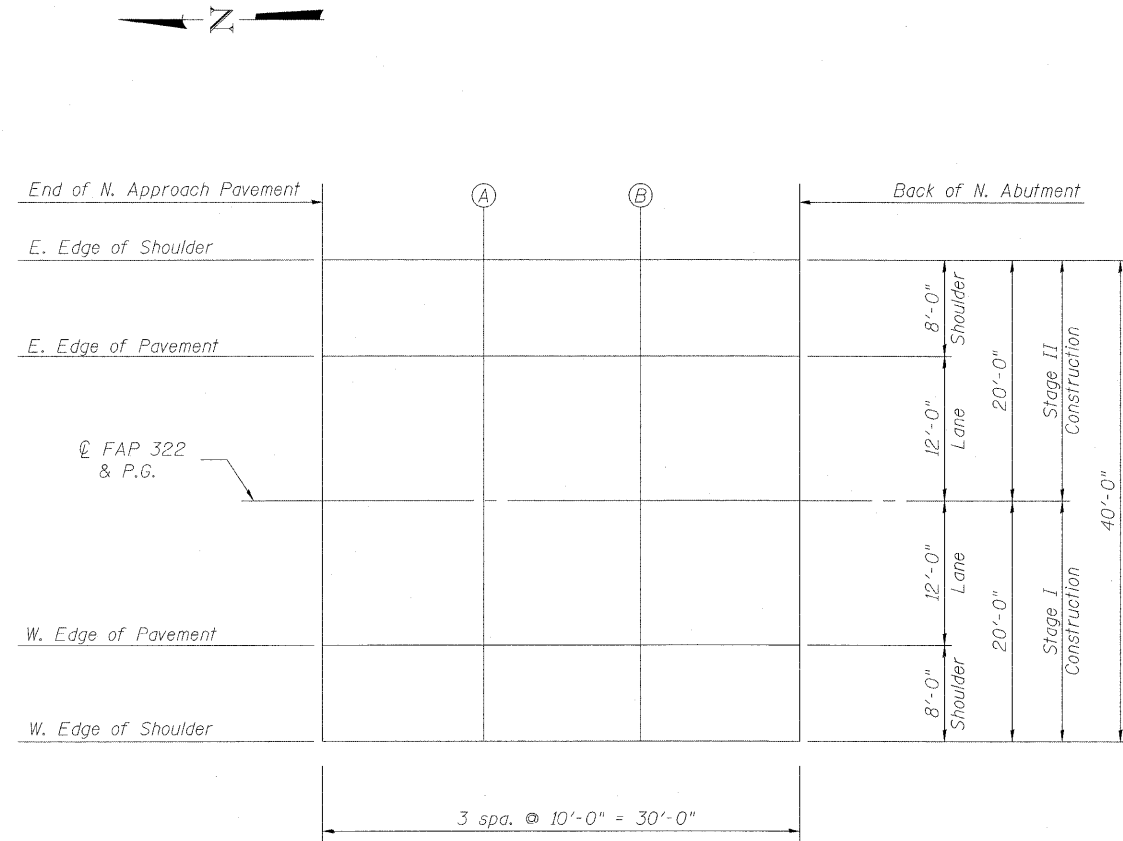 N
End of N. Approach Pavement
A
B
Back of N. Abutment
E. Edge of Shoulder
E. Edge of Pavement
℄ FAP 322
& P.G.
W. Edge of Pavement
W. Edge of Shoulder
8'-0"
Shoulder
12'-0"
Lane
20'-0"
Stage II
Construction
12'-0"
Lane
8'-0"
Shoulder
20'-0"
Stage I
Construction
40'-0"
3 spa. @ 10'-0" = 30'-0"